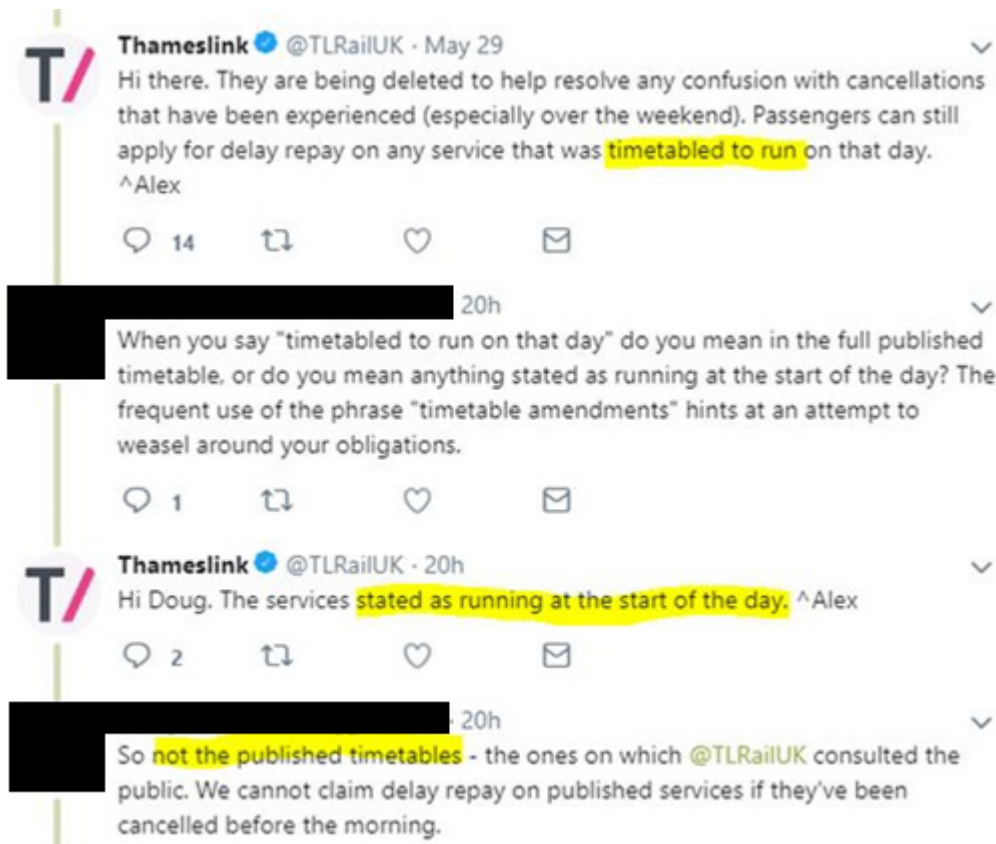 Thameslink @TLRailUK · May 29
Hi there. They are being deleted to help resolve any confusion with cancellations
that have been experienced (especially over the weekend). Passengers can still
apply for delay repay on any service that was timetabled to run on that day.
^Alex
14
20h
When you say "timetabled to run on that day" do you mean in the full published
timetable, or do you mean anything stated as running at the start of the day? The
frequent use of the phrase "timetable amendments" hints at an attempt to
weasel around your obligations.
1
Thameslink @TLRailUK · 20h
Hi Doug. The services stated as running at the start of the day. ^Alex
2
· 20h
So not the published timetables - the ones on which @TLRailUK consulted the
public. We cannot claim delay repay on published services if they've been
cancelled before the morning.